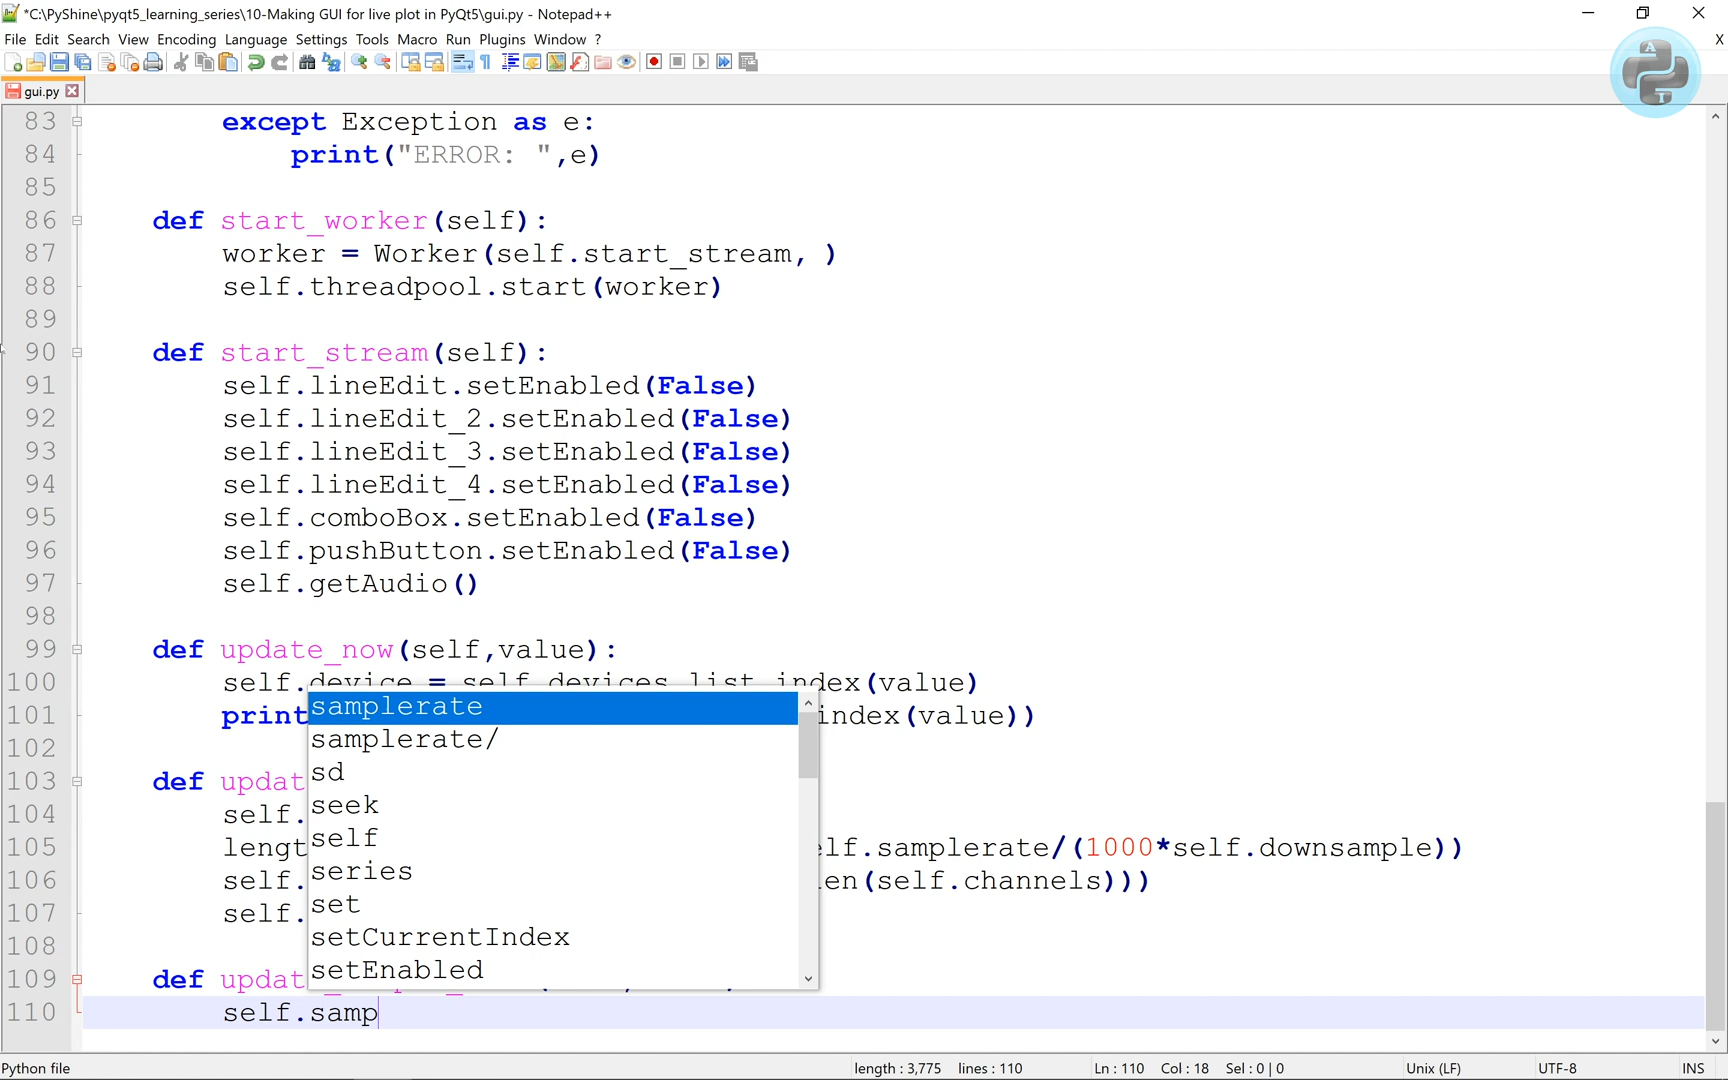 *C:\PyShine\pyqt5_learning_series\10-Making GUI for live plot in PyQt5\gui.py - Notepad++
File Edit Search View Encoding Language Settings Tools Macro Run Plugins Window ? X
gui.py
83 except Exception as e:
84 print("ERROR: ",e)
85
86 def start_worker(self):
87 worker = Worker(self.start_stream, )
88 self.threadpool.start(worker)
89
90 def start_stream(self):
91 self.lineEdit.setEnabled(False)
92 self.lineEdit_2.setEnabled(False)
93 self.lineEdit_3.setEnabled(False)
94 self.lineEdit_4.setEnabled(False)
95 self.comboBox.setEnabled(False)
96 self.pushButton.setEnabled(False)
97 self.getAudio()
98
99 def update_now(self,value):
100 self.device = self.devices_list.index(value)
101 print index(value))
102
103 def updat
104 self.
105 lengt lf.samplerate/(1000*self.downsample))
106 self. len(self.channels)))
107 self.
108
109 def updat
110 self.samp
samplerate
samplerate/
sd
seek
self
series
set
setCurrentIndex
setEnabled
A
T
Python file length : 3,775 lines : 110 Ln : 110 Col : 18 Sel : 0 | 0 Unix (LF) UTF-8 INS